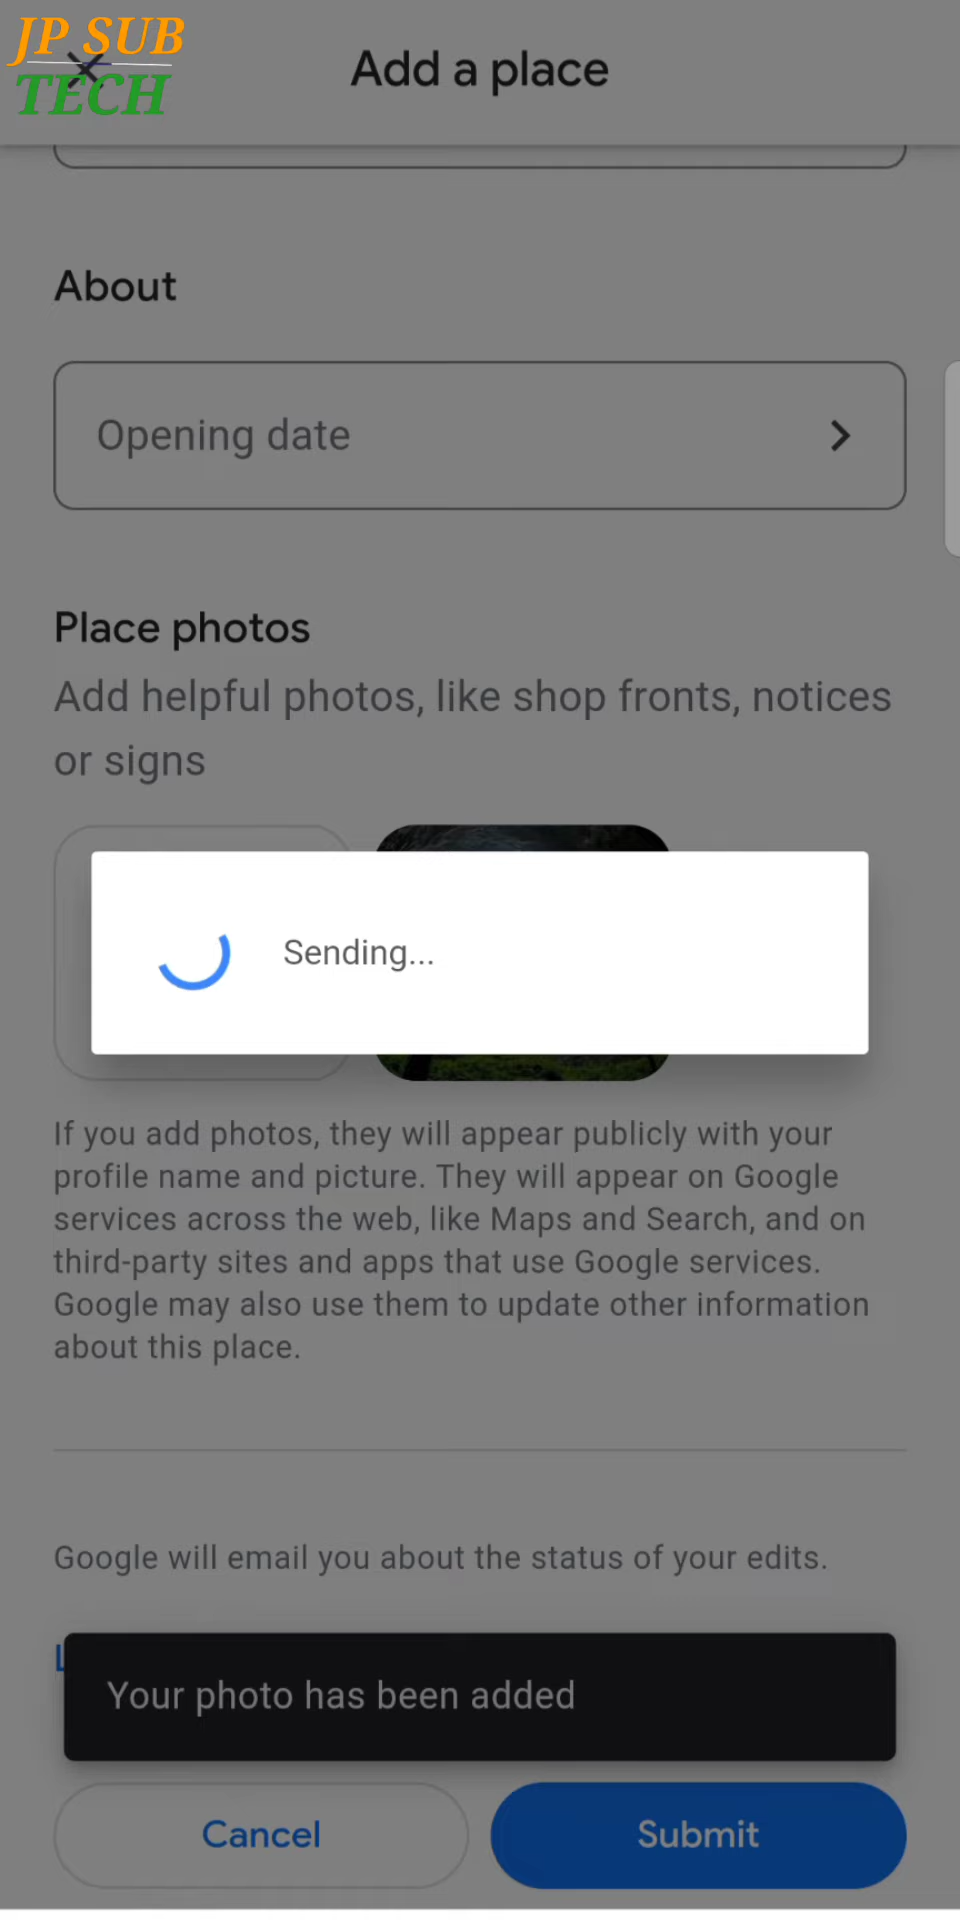 JP SUB
TECH
Add a place
About
Opening date
Place photos
Add helpful photos, like shop fronts, notices
or signs
Sending...
If you add photos, they will appear publicly with your
profile name and picture. They will appear on Google
services across the web, like Maps and Search, and on
third-party sites and apps that use Google services.
Google may also use them to update other information
about this place.
Google will email you about the status of your edits.
Your photo has been added
Cancel
Submit